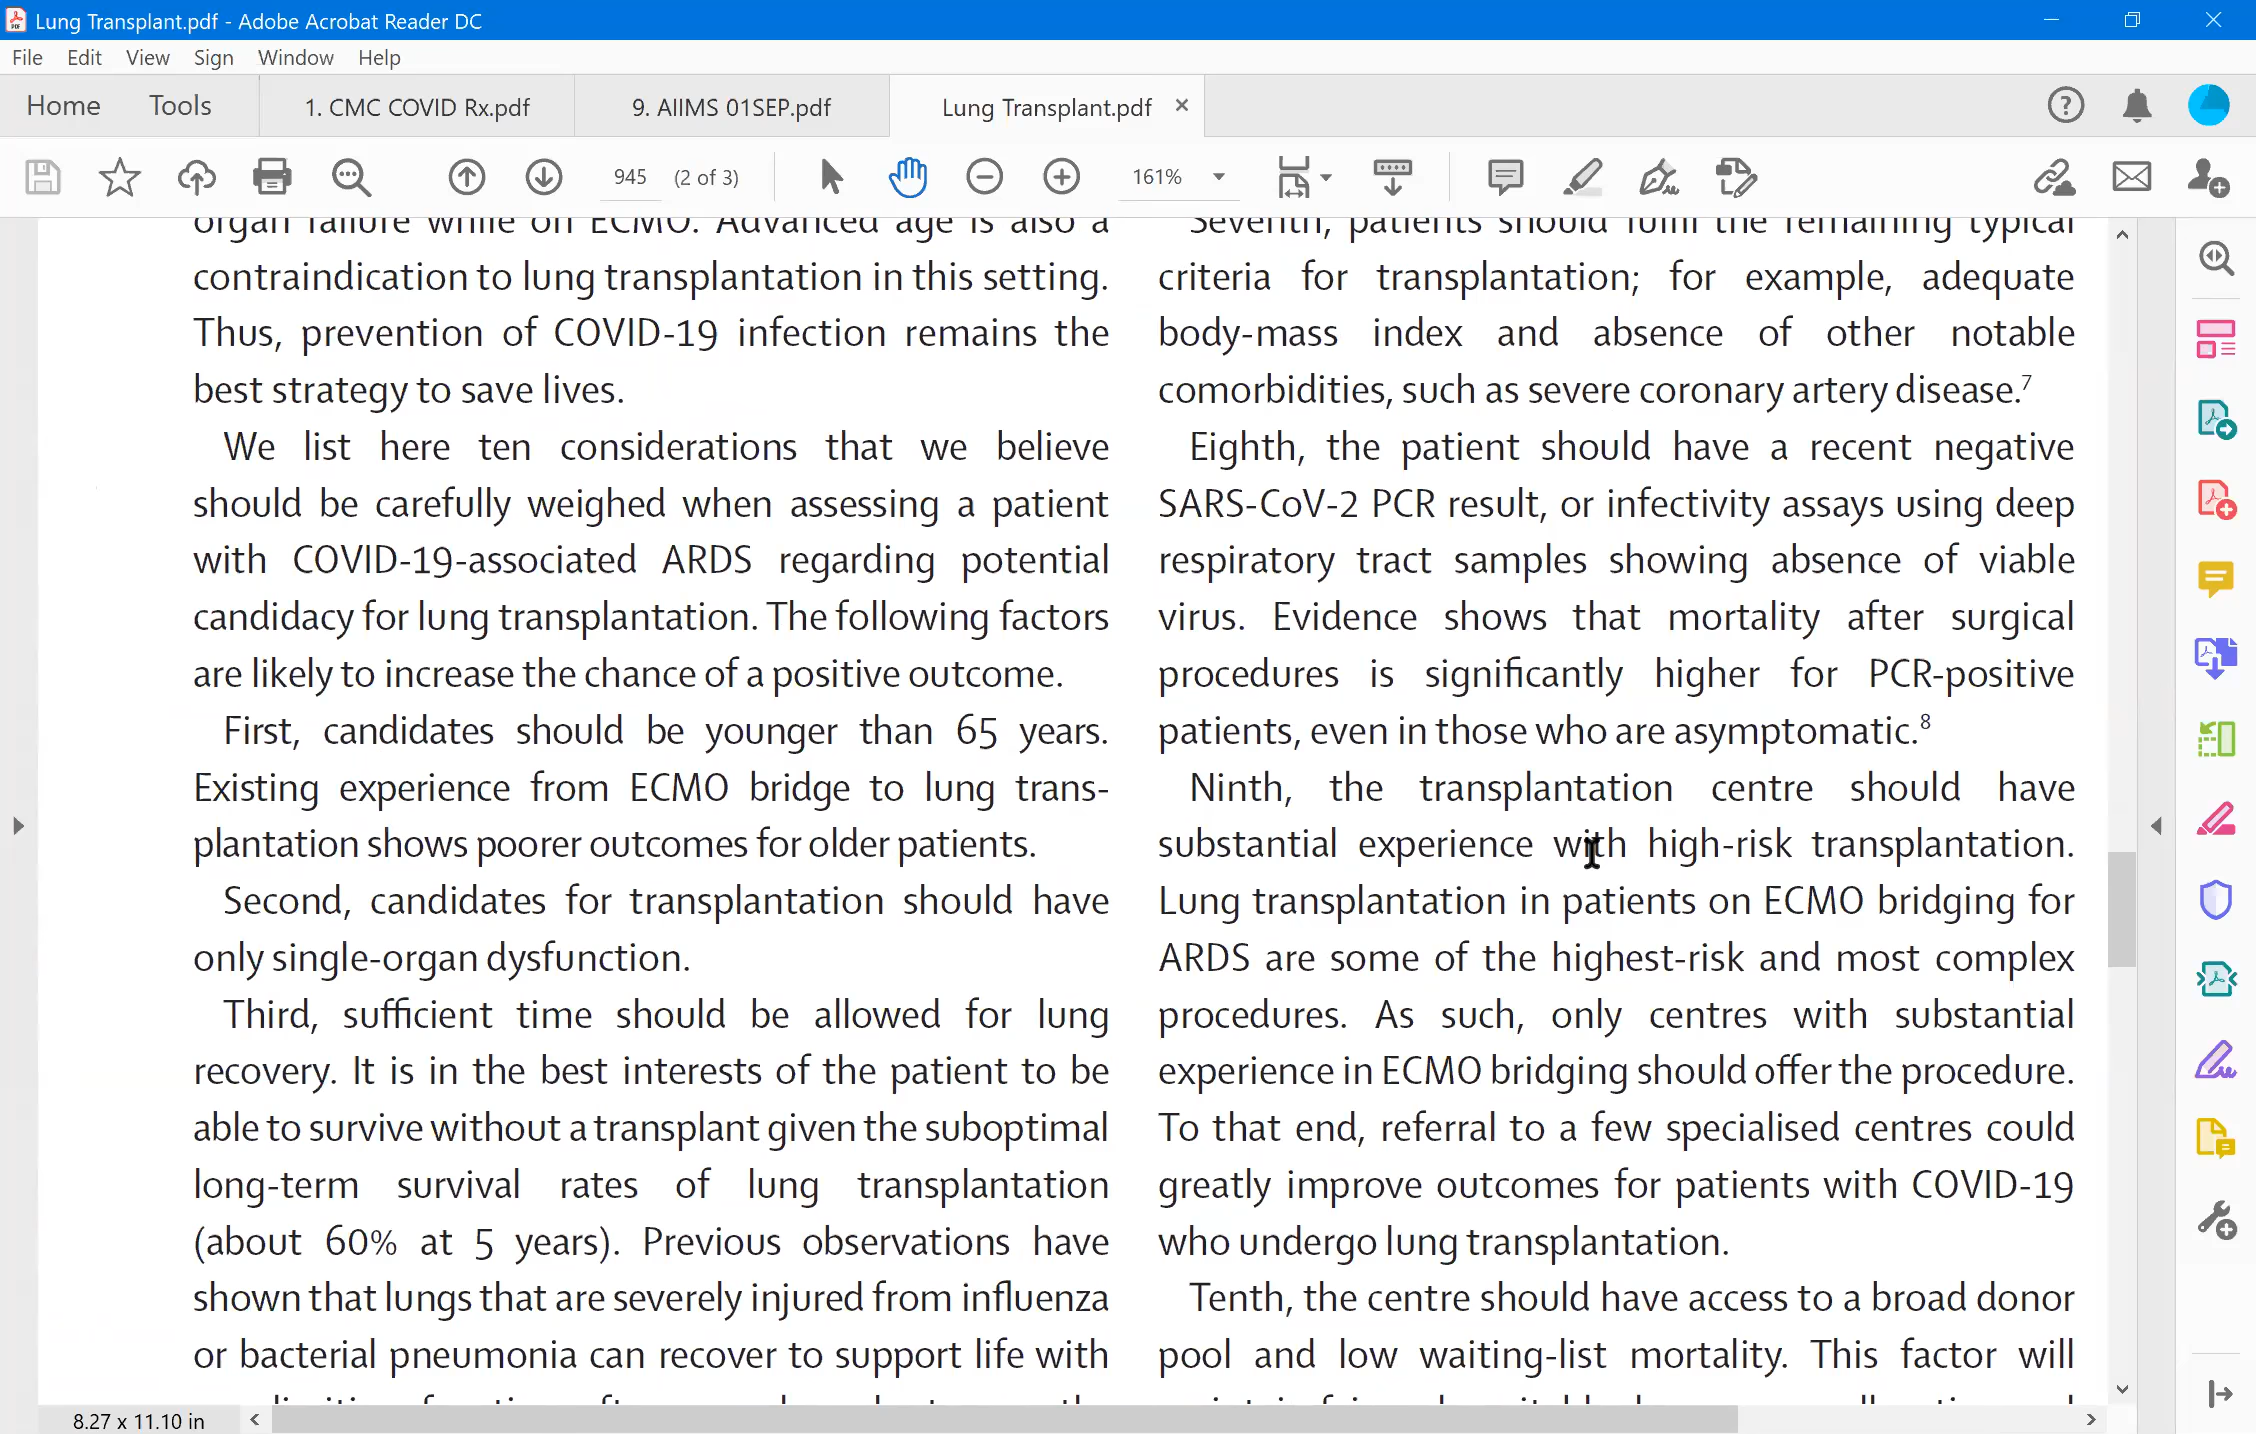 Lung Transplant.pdf - Adobe Acrobat Reader DC
File Edit View Sign Window Help
Home Tools 1. CMC COVID Rx.pdf 9. AIIMS 01SEP.pdf Lung Transplant.pdf ×
945 (2 of 3) 161%
organ failure while on ECMO. Advanced age is also a
contraindication to lung transplantation in this setting.
Thus, prevention of COVID-19 infection remains the
best strategy to save lives.
We list here ten considerations that we believe
should be carefully weighed when assessing a patient
with COVID-19-associated ARDS regarding potential
candidacy for lung transplantation. The following factors
are likely to increase the chance of a positive outcome.
First, candidates should be younger than 65 years.
Existing experience from ECMO bridge to lung trans-
plantation shows poorer outcomes for older patients.
Second, candidates for transplantation should have
only single-organ dysfunction.
Third, sufficient time should be allowed for lung
recovery. It is in the best interests of the patient to be
able to survive without a transplant given the suboptimal
long-term survival rates of lung transplantation
(about 60% at 5 years). Previous observations have
shown that lungs that are severely injured from influenza
or bacterial pneumonia can recover to support life with
Seventh, patients should fulfil the remaining typical
criteria for transplantation; for example, adequate
body-mass index and absence of other notable
comorbidities, such as severe coronary artery disease.⁷
Eighth, the patient should have a recent negative
SARS-CoV-2 PCR result, or infectivity assays using deep
respiratory tract samples showing absence of viable
virus. Evidence shows that mortality after surgical
procedures is significantly higher for PCR-positive
patients, even in those who are asymptomatic.⁸
Ninth, the transplantation centre should have
substantial experience with high-risk transplantation.
Lung transplantation in patients on ECMO bridging for
ARDS are some of the highest-risk and most complex
procedures. As such, only centres with substantial
experience in ECMO bridging should offer the procedure.
To that end, referral to a few specialised centres could
greatly improve outcomes for patients with COVID-19
who undergo lung transplantation.
Tenth, the centre should have access to a broad donor
pool and low waiting-list mortality. This factor will
8.27 x 11.10 in